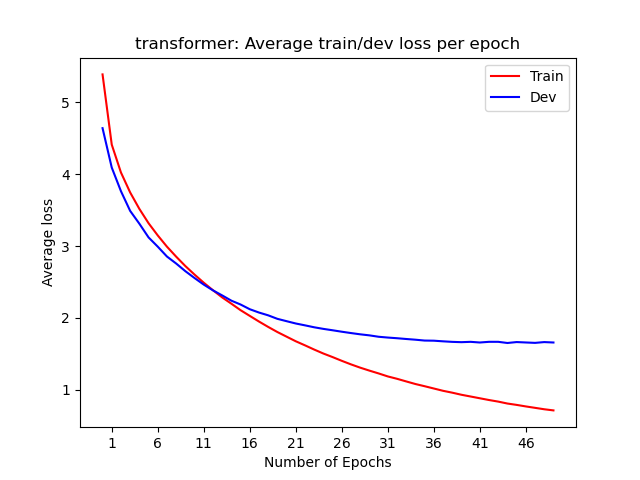 transformer: Average train/dev loss per epoch
Train
Dev
5
4
3
2
1
Average loss
1 6 11 16 21 26 31 36 41 46
Number of Epochs